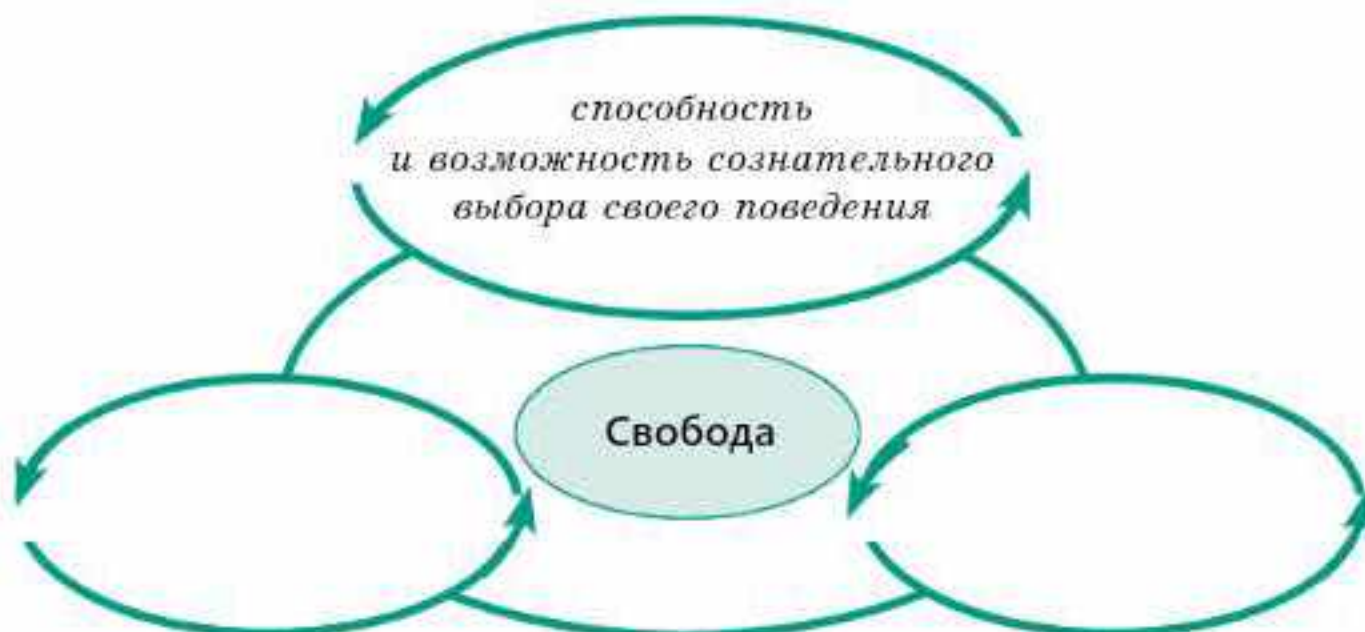 способность
и возможность сознательного
выбора своего поведения
Свобода